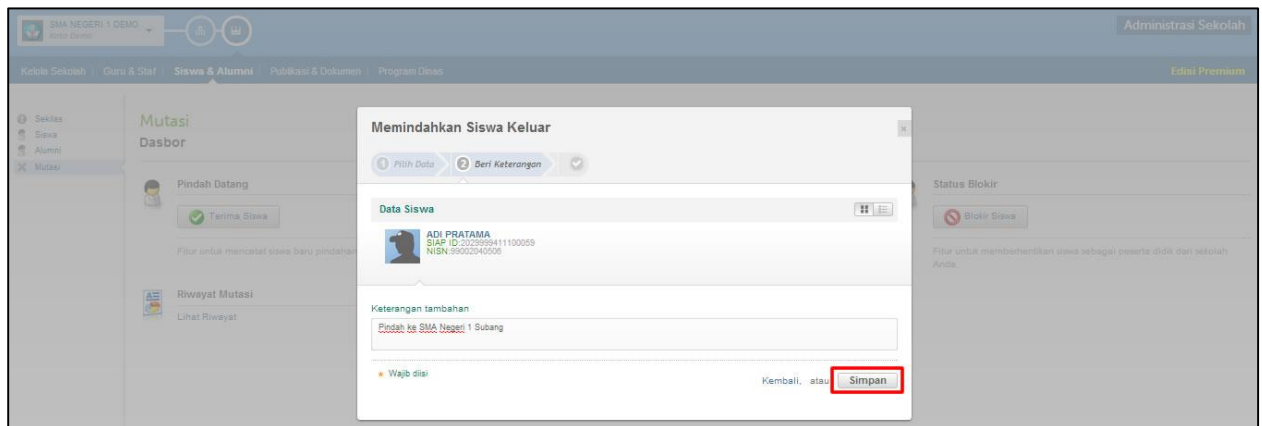 SMA NEGERI 1 DEMO
Administrasi Sekolah
Kelola Sekolah Guru & Staf Siswa & Alumni Publikasi & Dokumen Program Dinas
Edisi Premium
Sekilas
Siswa
Alumni
Mutasi
Mutasi
Dasbor
Pindah Datang
Terima Siswa
Fitur untuk mencatat siswa baru pindahan
Riwayat Mutasi
Lihat Riwayat
Memindahkan Siswa Keluar
x
1 Pilih Data 2 Beri Keterangan
Data Siswa
ADI PRATAMA
SIAP ID:2029999411100059
NISN:89002040506
Keterangan tambahan
Pindah ke SMA Negeri 1 Subang
* Wajib diisi
Kembali, atau Simpan
Status Blokir
Blokir Siswa
Fitur untuk memberhentikan siswa sebagai peserta didik dari sekolah
Anda.